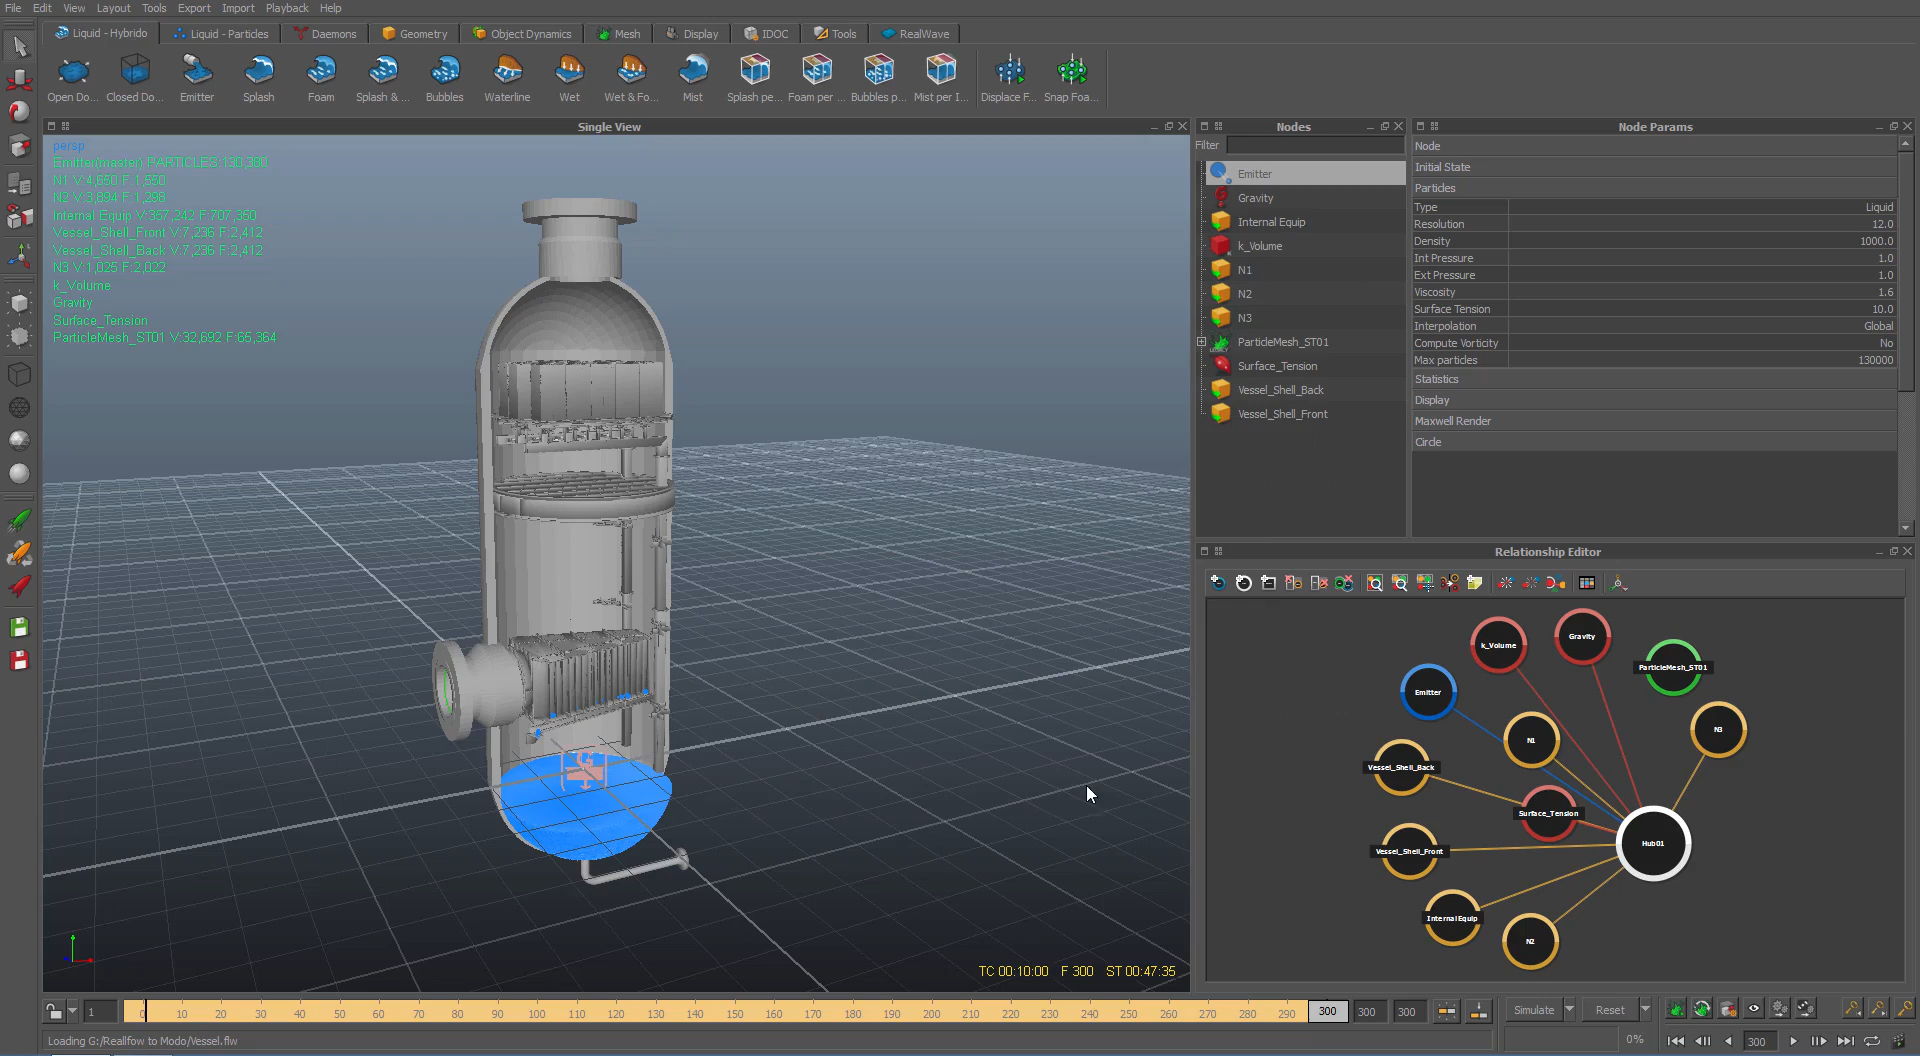 File Edit View Layout Tools Export Import Playback Help
Liquid - Hybrido Liquid - Particles Daemons Geometry Object Dynamics Mesh Display IDOC Tools RealWave
Open Do... Closed Do... Emitter Splash Foam Splash & ... Bubbles Waterline Wet Wet & Fo... Mist Splash pe... Foam per ... Bubbles p... Mist per I... Displace F... Snap Foa...
Single View
persp
Emitter(master) PARTICLES:130,380
N1 V:4,650 F:1,550
N2 V:3,894 F:1,298
Internal Equip V:357,242 F:707,350
Vessel_Shell_Front V:7,236 F:2,412
Vessel_Shell_Back V:7,236 F:2,412
N3 V:1,025 F:2,022
k_Volume
Gravity
Surface_Tension
ParticleMesh_ST01 V:32,692 F:65,364
TC 00:10:00 F 300 ST 00:47:35
Nodes
Filter
Emitter
Gravity
Internal Equip
k_Volume
N1
N2
N3
ParticleMesh_ST01
Surface_Tension
Vessel_Shell_Back
Vessel_Shell_Front
Node Params
Node
Initial State
Particles
Type Liquid
Resolution 12.0
Density 1000.0
Int Pressure 1.0
Ext Pressure 1.0
Viscosity 1.6
Surface Tension 10.0
Interpolation Global
Compute Vorticity No
Max particles 130000
Statistics
Display
Maxwell Render
Circle
Relationship Editor
Gravity
k_Volume
ParticleMesh_ST01
Emitter
N3
N1
Vessel_Shell_Back
Surface_Tension
Hub01
Vessel_Shell_Front
Internal Equip
N2
1 0 10 20 30 40 50 60 70 80 90 100 110 120 130 140 150 160 170 180 190 200 210 220 230 240 250 260 270 280 290 300 300 300
Simulate Reset
Loading G:/Reallfow to Modo/Vessel.flw
0% 300